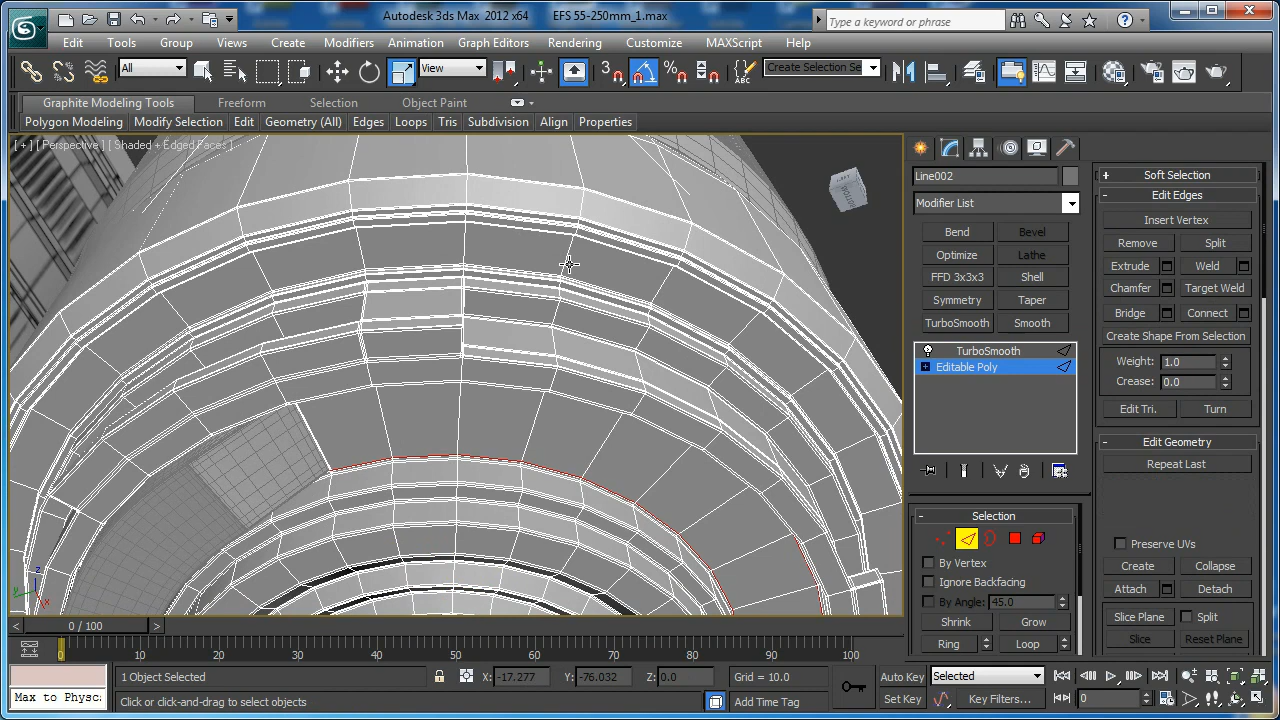 Autodesk 3ds Max 2012 x64 EFS 55-250mm_1.max
Type a keyword or phrase
Edit Tools Group Views Create Modifiers Animation Graph Editors Rendering Customize MAXScript Help
All View 3 Create Selection Se
Graphite Modeling Tools Freeform Selection Object Paint
Polygon Modeling Modify Selection Edit Geometry (All) Edges Loops Tris Subdivision Align Properties
[ + ] [ Perspective ] [ Shaded + Edged Faces ]
Line002
Modifier List
Bend Bevel
Optimize Lathe
FFD 3x3x3 Shell
Symmetry Taper
TurboSmooth Smooth
TurboSmooth
Editable Poly
Selection
By Vertex
Ignore Backfacing
By Angle: 45.0
Shrink Grow
Ring Loop
Soft Selection
Edit Edges
Insert Vertex
Remove Split
Extrude Weld
Chamfer Target Weld
Bridge Connect
Create Shape From Selection
Weight: 1.0
Crease: 0.0
Edit Tri. Turn
Edit Geometry
Repeat Last
Preserve UVs
Create Collapse
Attach Detach
Slice Plane Split
Slice Reset Plane
z
y
x
< 0 / 100 >
0 10 20 30 40 50 60 70 80 90 100
1 Object Selected X: -17.277 Y: -76.032 Z: 0.0 Grid = 10.0 Auto Key Selected
Max to Physc Click or click-and-drag to select objects Add Time Tag Set Key Key Filters... 0